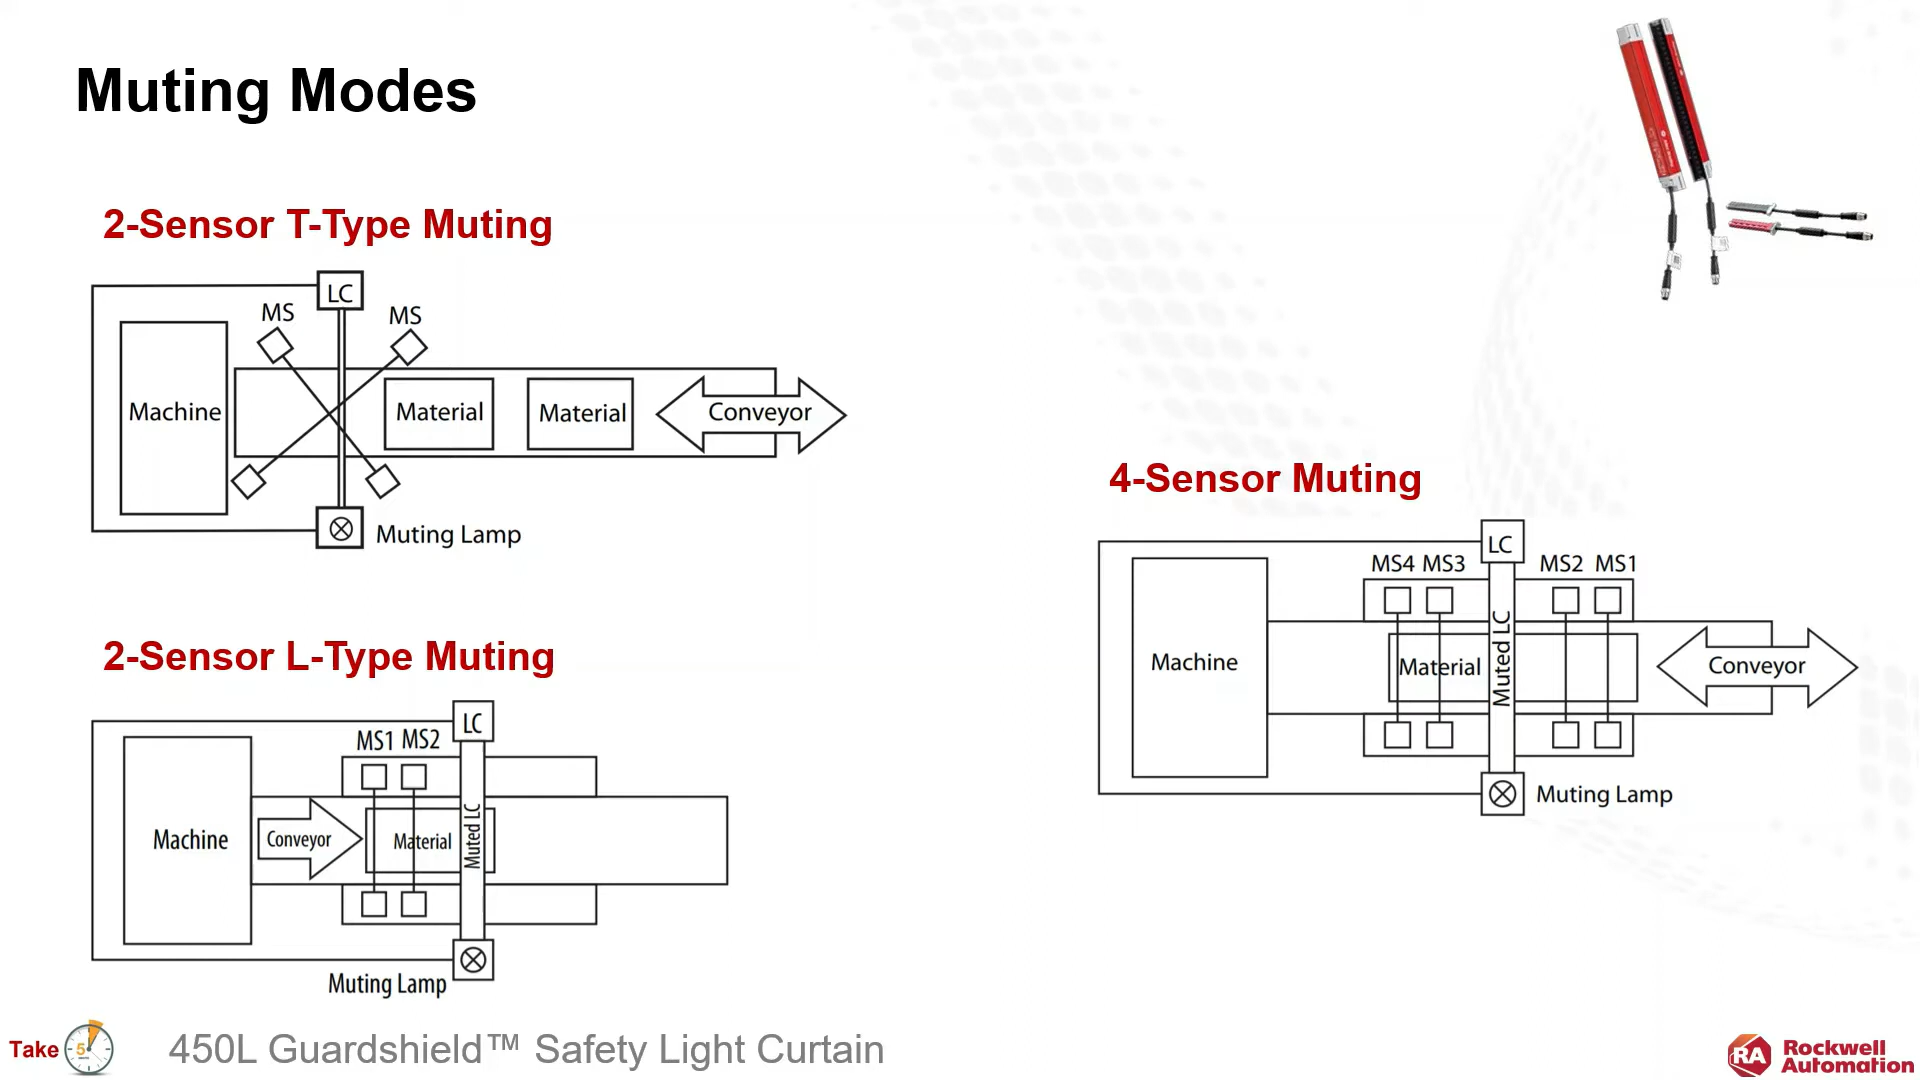 Muting Modes
2-Sensor T-Type Muting
LC
MS
MS
Machine
Material
Material
Conveyor
Muting Lamp
2-Sensor L-Type Muting
LC
MS1 MS2
Machine
Conveyor
Material
Muted LC
Muting Lamp
4-Sensor Muting
LC
MS4 MS3
MS2 MS1
Machine
Material
Muted LC
Conveyor
Muting Lamp
Take 5
450L Guardshield™ Safety Light Curtain
RA Rockwell
Automation